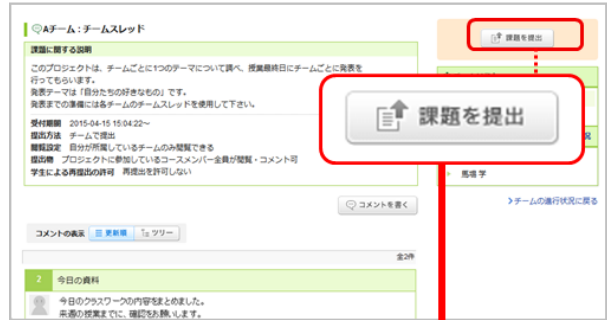 Aチーム：チームスレッド
課題に関する説明
このプロジェクトは、チームごとに1つのテーマについて調べ、授業最終日にチームごとに発表を
行ってもらいます。
発表テーマは「自分たちの好きなもの」です。
発表までの準備には各チームのチームスレッドを使用して下さい。
受付期間 2015-04-15 15:04:22～
提出方法 チームで提出
閲覧設定 自分が所属しているチームのみ閲覧できる
提出物 プロジェクトに参加しているコースメンバー全員が閲覧・コメント可
学生による再提出の許可 再提出を許可しない
コメントを書く
コメントの表示 更新順 ツリー
全2件
2 今日の資料
今日のクラスワークの内容をまとめました。
来週の授業までに、確認をお願いします。
課題を提出
課題を提出
馬場 学
チームの進行状況に戻る